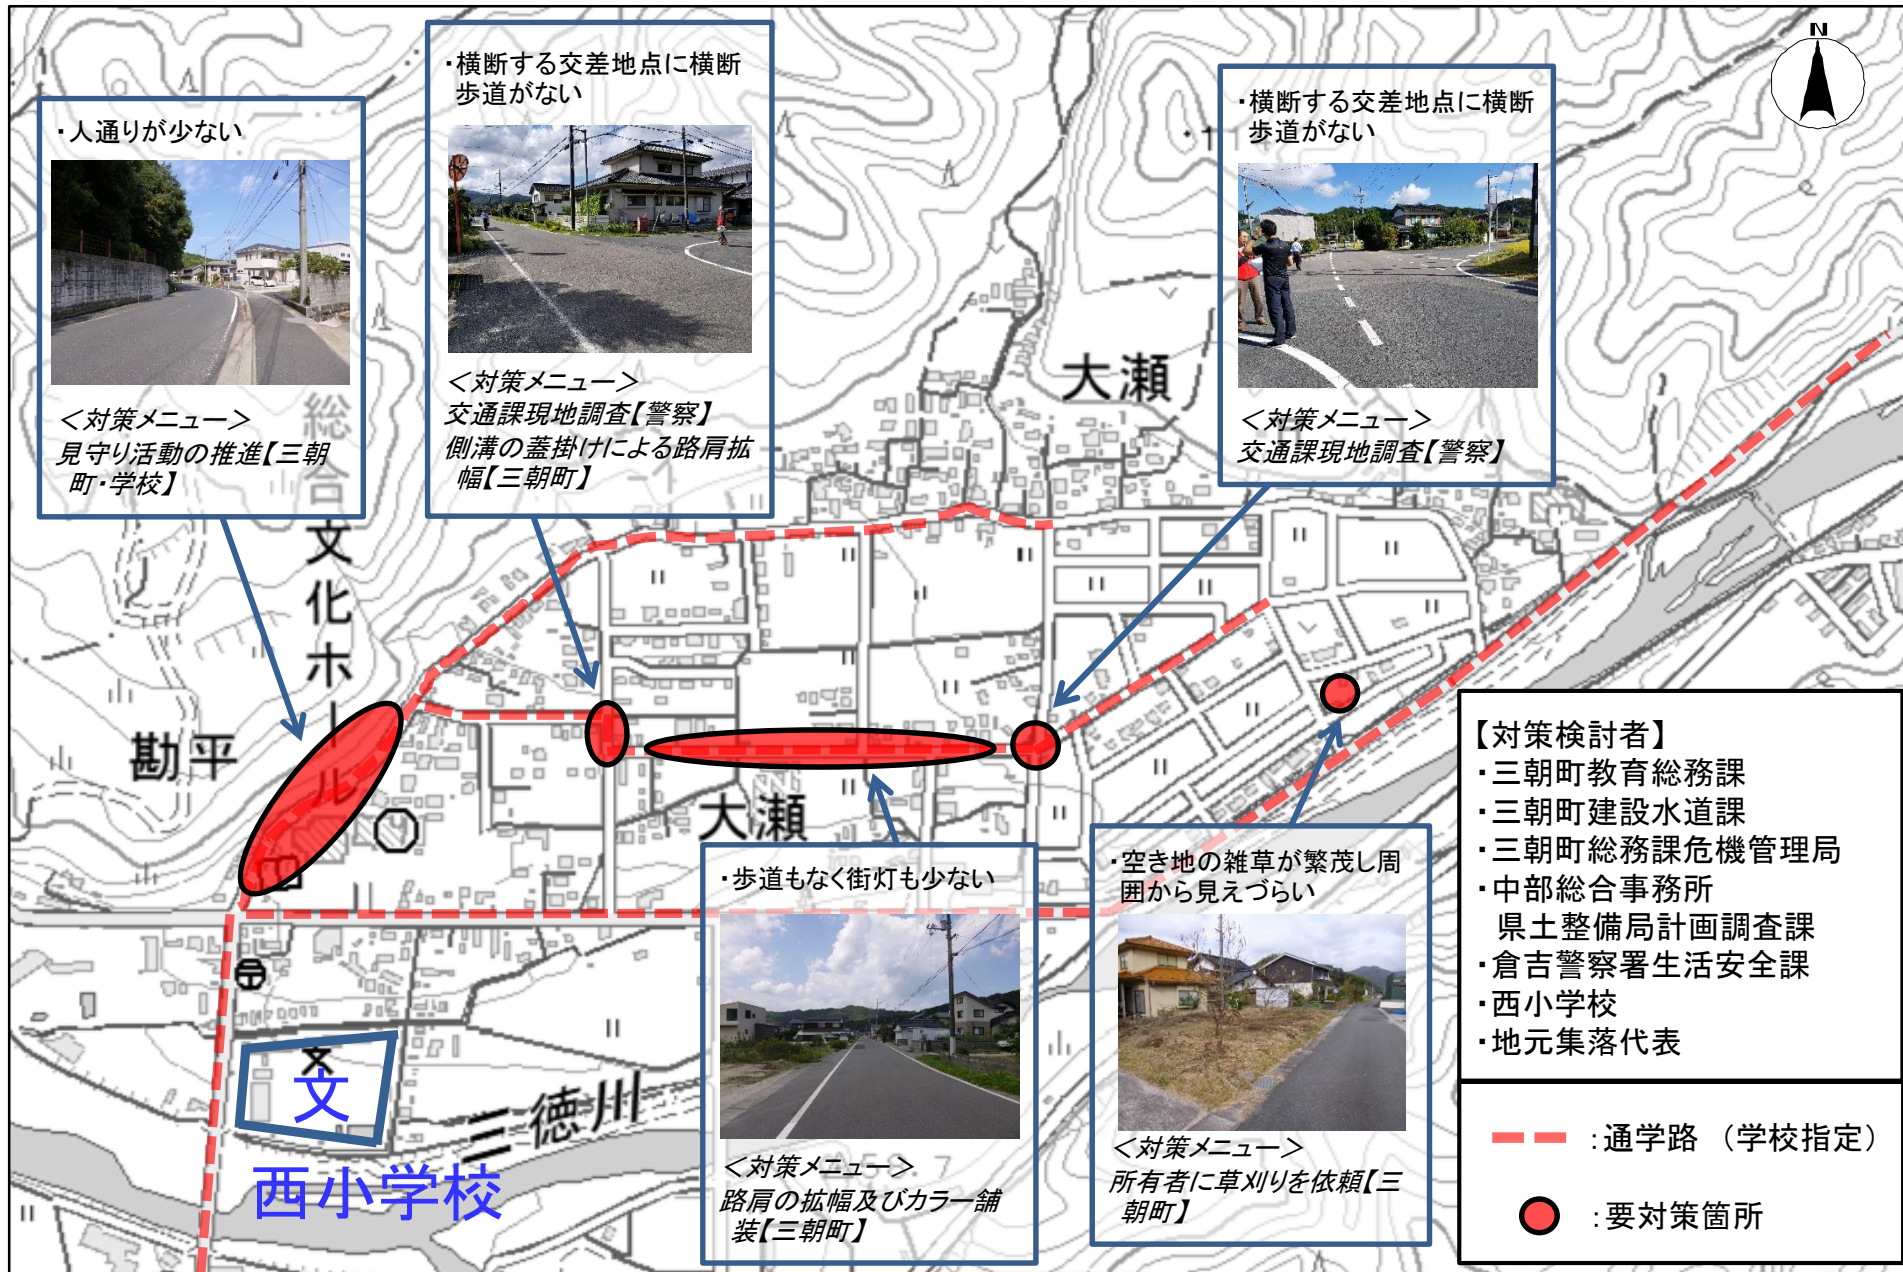 ・人通りが少ない
＜対策メニュー＞
見守り活動の推進【三朝
町・学校】
・横断する交差地点に横断
歩道がない
＜対策メニュー＞
交通課現地調査【警察】
側溝の蓋掛けによる路肩拡
幅【三朝町】
・横断する交差地点に横断
歩道がない
＜対策メニュー＞
交通課現地調査【警察】
N
大瀬
総合文化ホール
勘平
大瀬
・歩道もなく街灯も少ない
＜対策メニュー＞
路肩の拡幅及びカラー舗
装【三朝町】
・空き地の雑草が繁茂し周
囲から見えづらい
＜対策メニュー＞
所有者に草刈りを依頼【三
朝町】
文
文
西小学校
三徳川
【対策検討者】
・三朝町教育総務課
・三朝町建設水道課
・三朝町総務課危機管理局
・中部総合事務所
県土整備局計画調査課
・倉吉警察署生活安全課
・西小学校
・地元集落代表
：通学路 （学校指定）
：要対策箇所